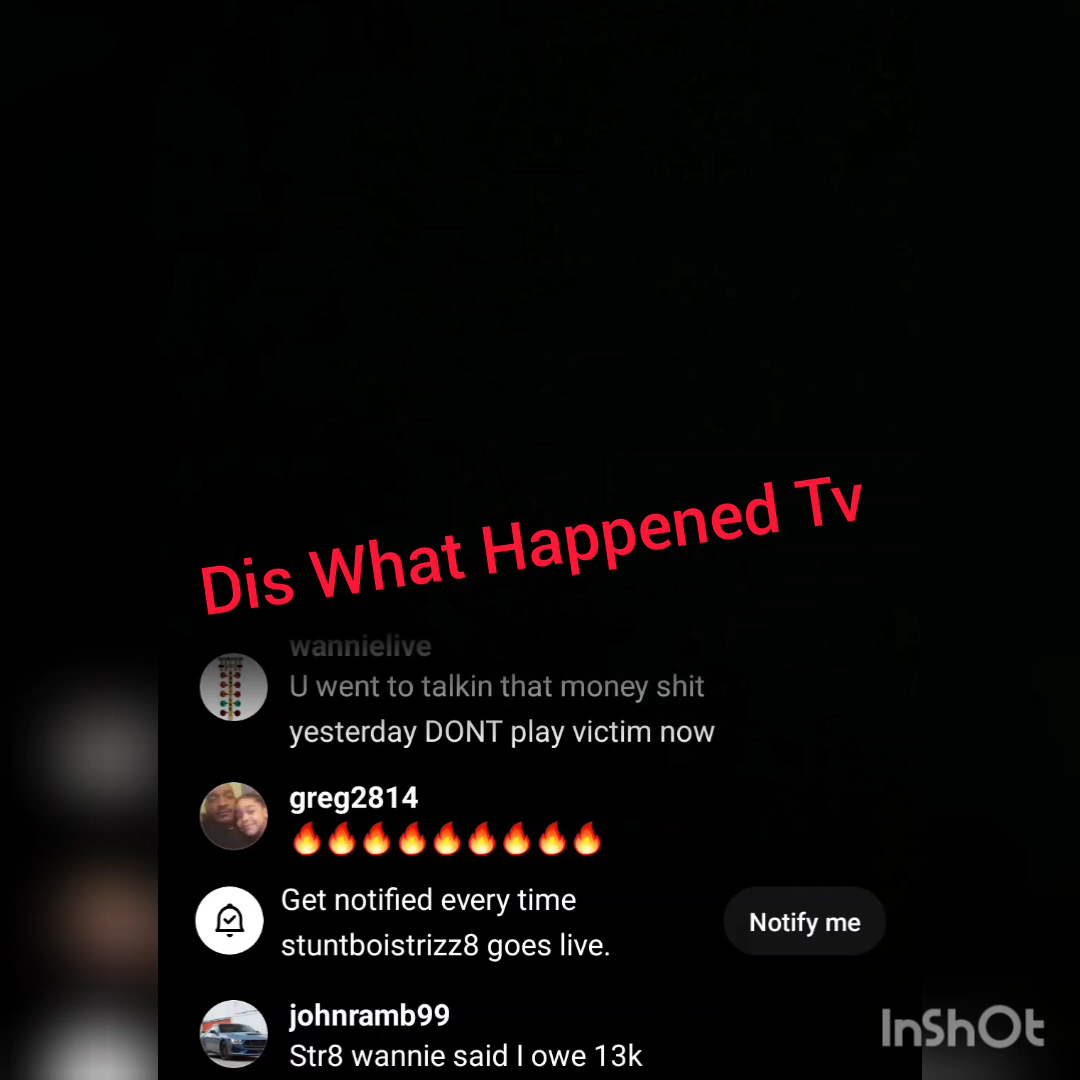 Dis What Happened Tv
wannielive
U went to talkin that money shit
yesterday DONT play victim now
greg2814
🔥🔥🔥🔥🔥🔥🔥🔥🔥
Get notified every time
stuntboistrizz8 goes live.
Notify me
johnramb99
Str8 wannie said I owe 13k
InShOt